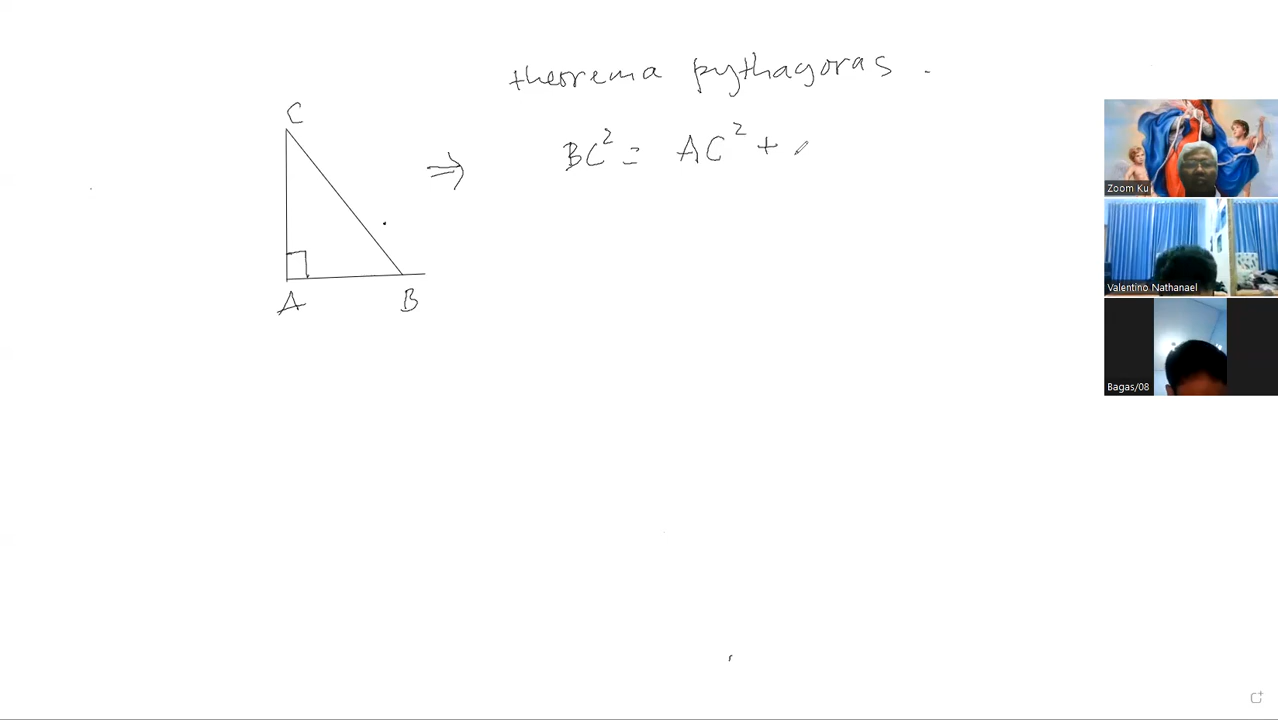 theorema pythagoras .
C
⇒ BC² = AC² +
A B
Zoom Ku
Valentino Nathanael
Bagas/08